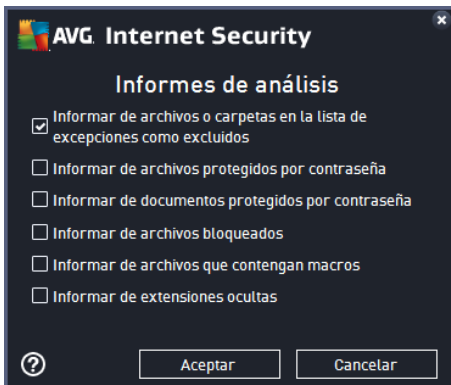 AVG Internet Security
Informes de análisis
Informar de archivos o carpetas en la lista de
excepciones como excluidos
Informar de archivos protegidos por contraseña
Informar de documentos protegidos por contraseña
Informar de archivos bloqueados
Informar de archivos que contengan macros
Informar de extensiones ocultas
Aceptar
Cancelar